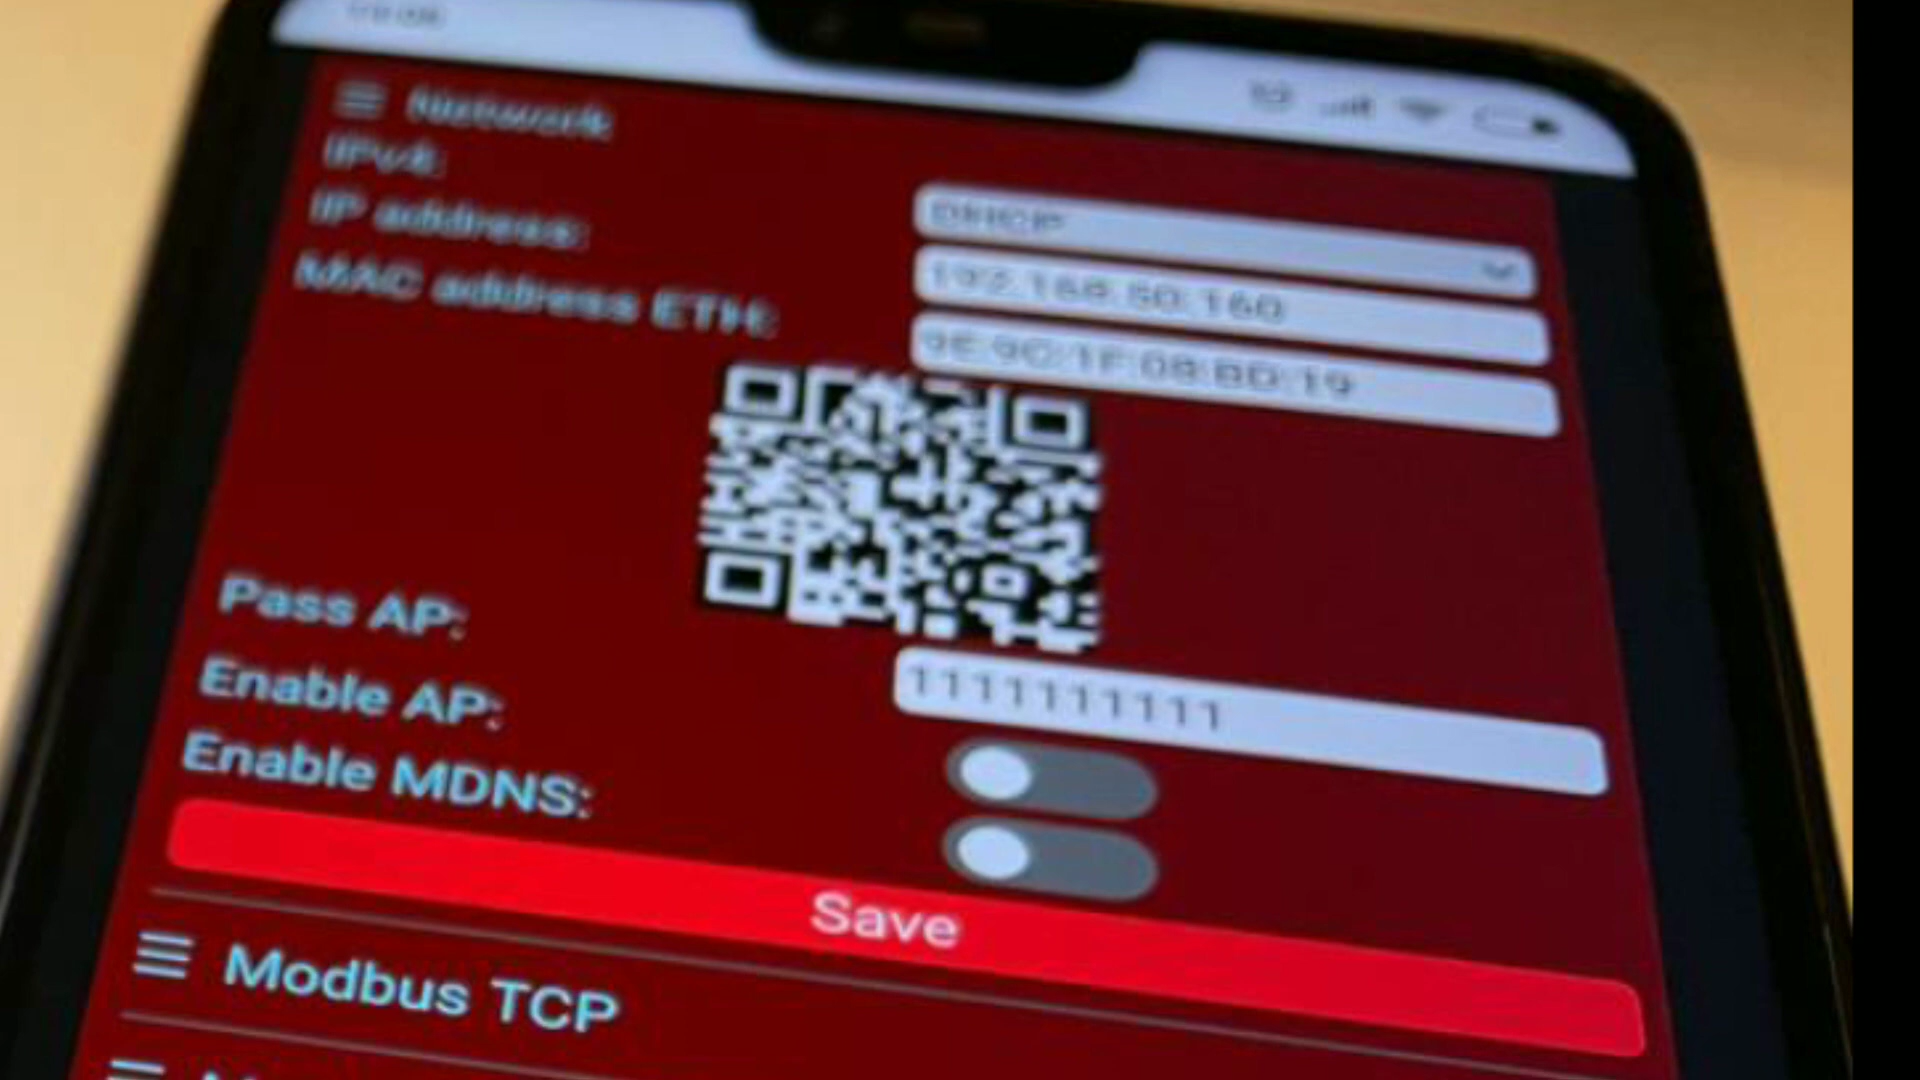 Network
IPv4:
DHCP
IP address:
192.168.50.160
MAC address ETH:
9E:9C:1F:08:BD:19
Pass AP:
1111111111
Enable AP:
Enable MDNS:
Save
Modbus TCP